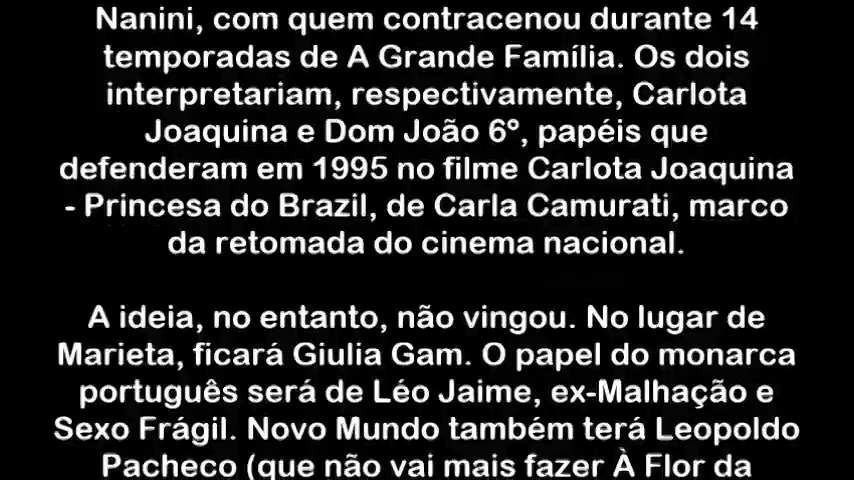 Nanini, com quem contracenou durante 14
temporadas de A Grande Família. Os dois
interpretariam, respectivamente, Carlota
Joaquina e Dom João 6º, papéis que
defenderam em 1995 no filme Carlota Joaquina
- Princesa do Brazil, de Carla Camurati, marco
da retomada do cinema nacional.
A ideia, no entanto, não vingou. No lugar de
Marieta, ficará Giulia Gam. O papel do monarca
português será de Léo Jaime, ex-Malhação e
Sexo Frágil. Novo Mundo também terá Leopoldo
Pacheco (que não vai mais fazer À Flor da